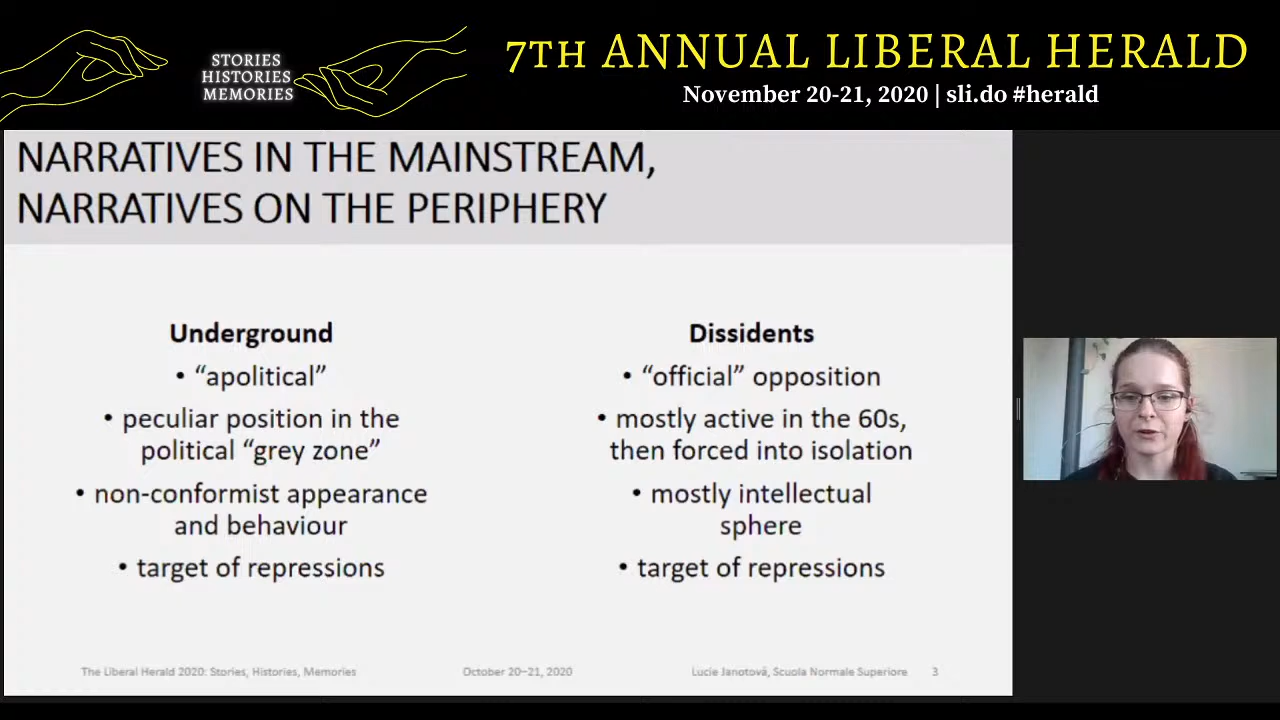 STORIES
HISTORIES
MEMORIES
7TH ANNUAL LIBERAL HERALD
November 20-21, 2020 | sli.do #herald
NARRATIVES IN THE MAINSTREAM,
NARRATIVES ON THE PERIPHERY
Underground
• “apolitical”
• peculiar position in the
political “grey zone”
• non-conformist appearance
and behaviour
• target of repressions
Dissidents
• “official” opposition
• mostly active in the 60s,
then forced into isolation
• mostly intellectual
sphere
• target of repressions
The Liberal Herald 2020: Stories, Histories, Memories
October 20–21, 2020
Lucie Janotová, Scuola Normale Superiore
3